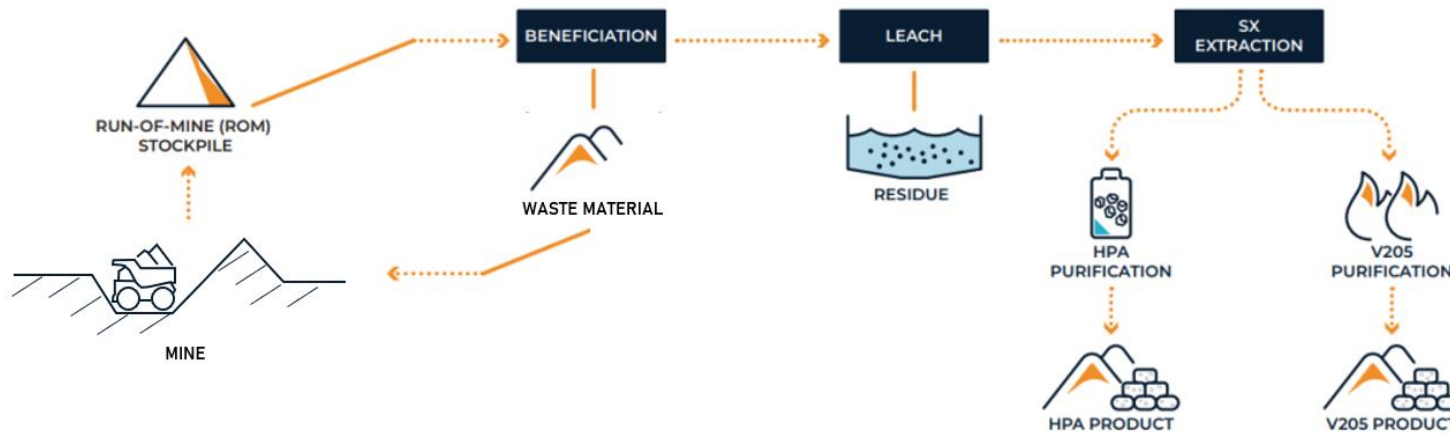 BENEFICIATION
LEACH
SX
EXTRACTION
RUN-OF-MINE (ROM)
STOCKPILE
WASTE MATERIAL
RESIDUE
HPA
PURIFICATION
V205
PURIFICATION
MINE
HPA PRODUCT
V205 PRODUCT